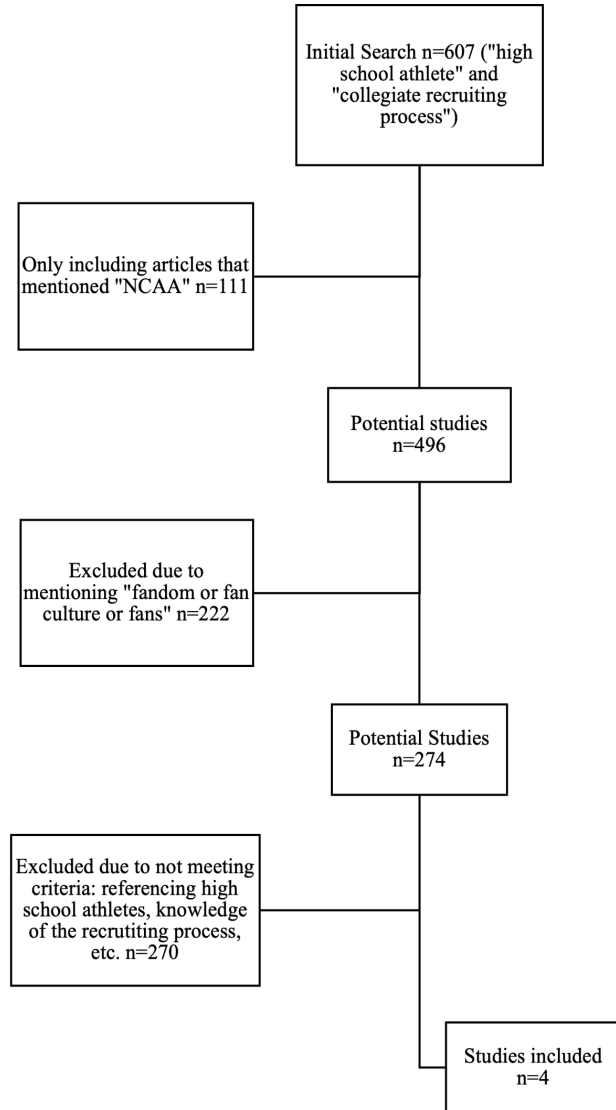 Initial Search n=607 ("high
school athlete" and
"collegiate recruiting
process")
Only including articles that
mentioned "NCAA" n=111
Potential studies
n=496
Excluded due to
mentioning "fandom or fan
culture or fans" n=222
Potential Studies
n=274
Excluded due to not meeting
criteria: referencing high
school athletes, knowledge
of the recrutiting process,
etc. n=270
Studies included
n=4